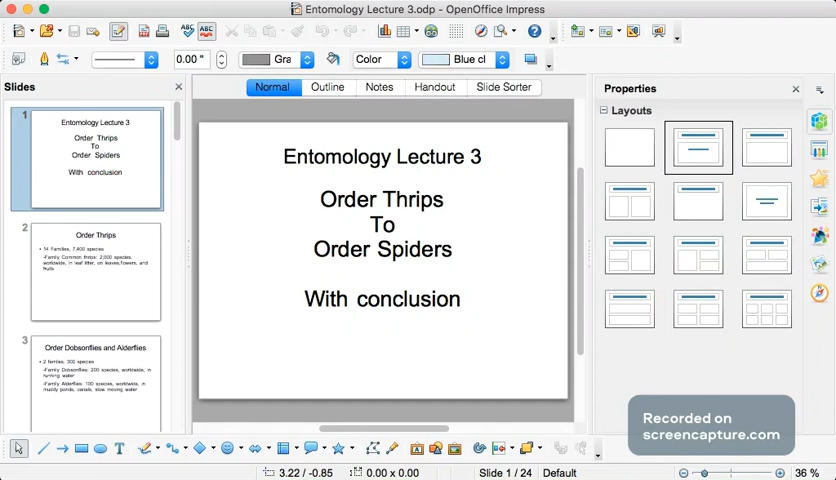 Entomology Lecture 3.odp - OpenOffice Impress
0.00 "
Gra
Color
Blue cl
Slides
Normal
Outline
Notes
Handout
Slide Sorter
Properties
Layouts
1
Entomology Lecture 3
Order Thrips
To
Order Spiders
With conclusion
2
Order Thrips
14 Families, 7,400 species
-Family Common thrips: 2,000 species,
worldwide, in leaf litter, on leaves,flowers, and
fruits
3
Order Dobsonflies and Alderflies
2 families, 300 species
-Family Dobsonflies: 200 species, worldwide, in
running water
-Family Alderflies: 100 species, worldwide, in
muddy ponds, canals, slow moving water
Entomology Lecture 3
Order Thrips
To
Order Spiders
With conclusion
Recorded on
screencapture.com
3.22 / -0.85
0.00 x 0.00
Slide 1 / 24
Default
36 %